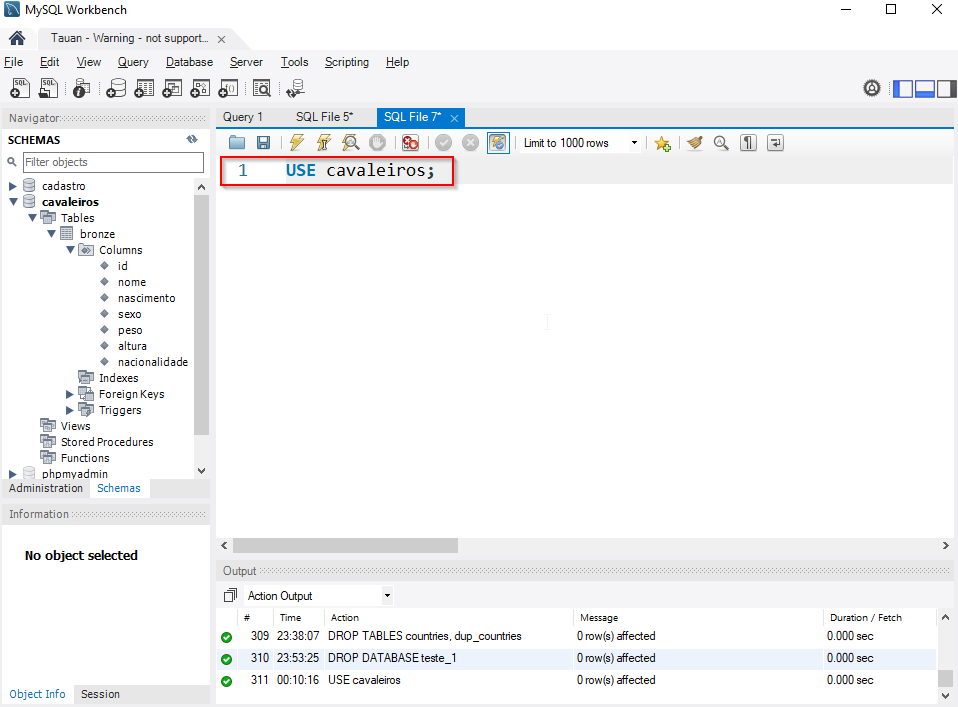 MySQL Workbench
Tauan - Warning - not support...
File Edit View Query Database Server Tools Scripting Help
Navigator
SCHEMAS
Filter objects
cadastro
cavaleiros
Tables
bronze
Columns
id
nome
nascimento
sexo
peso
altura
nacionalidade
Indexes
Foreign Keys
Triggers
Views
Stored Procedures
Functions
phpmyadmin
Administration Schemas
Information
No object selected
Object Info Session
Query 1 SQL File 5* SQL File 7*
Limit to 1000 rows
1 USE cavaleiros;
Output
Action Output
# Time Action Message Duration / Fetch
309 23:38:07 DROP TABLES countries, dup_countries 0 row(s) affected 0.000 sec
310 23:53:25 DROP DATABASE teste_1 0 row(s) affected 0.000 sec
311 00:10:16 USE cavaleiros 0 row(s) affected 0.000 sec